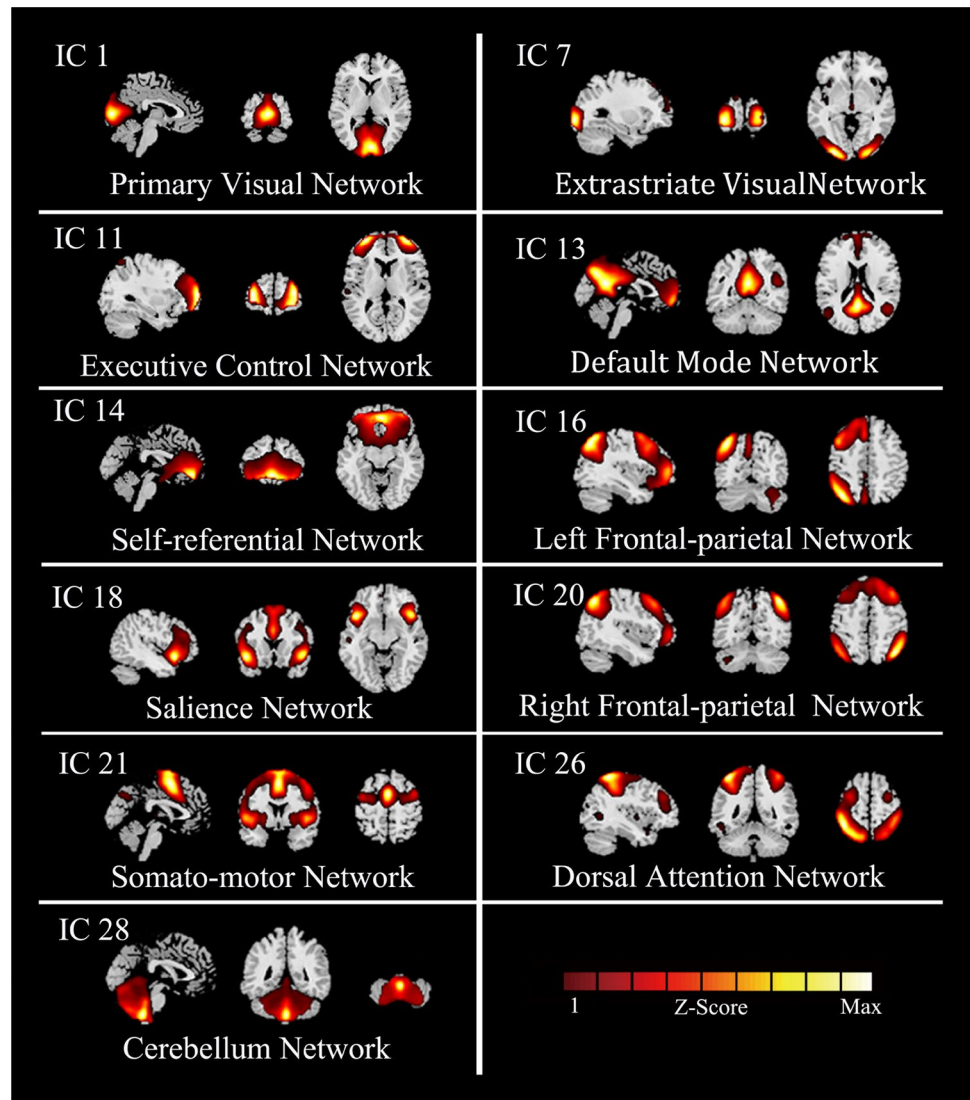 IC 1
Primary Visual Network
IC 7
Extrastriate VisualNetwork
IC 11
Executive Control Network
IC 13
Default Mode Network
IC 14
Self-referential Network
IC 16
Left Frontal-parietal Network
IC 18
Salience Network
IC 20
Right Frontal-parietal Network
IC 21
Somato-motor Network
IC 26
Dorsal Attention Network
IC 28
Cerebellum Network
1 Z-Score Max